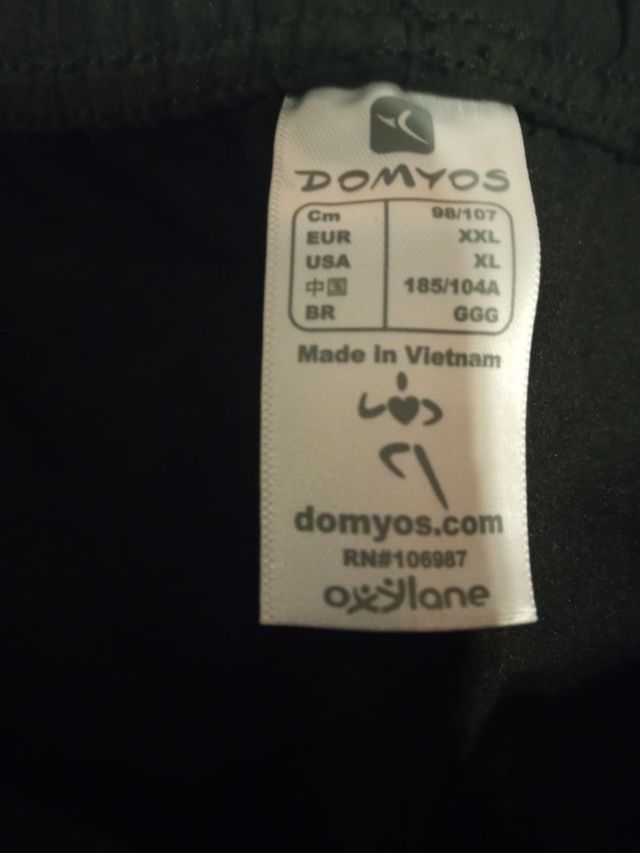 DOMYOS
Cm 98/107
EUR XXL
USA XL
中国 185/104A
BR GGG
Made In Vietnam
domyos.com
RN#106987
oxylane